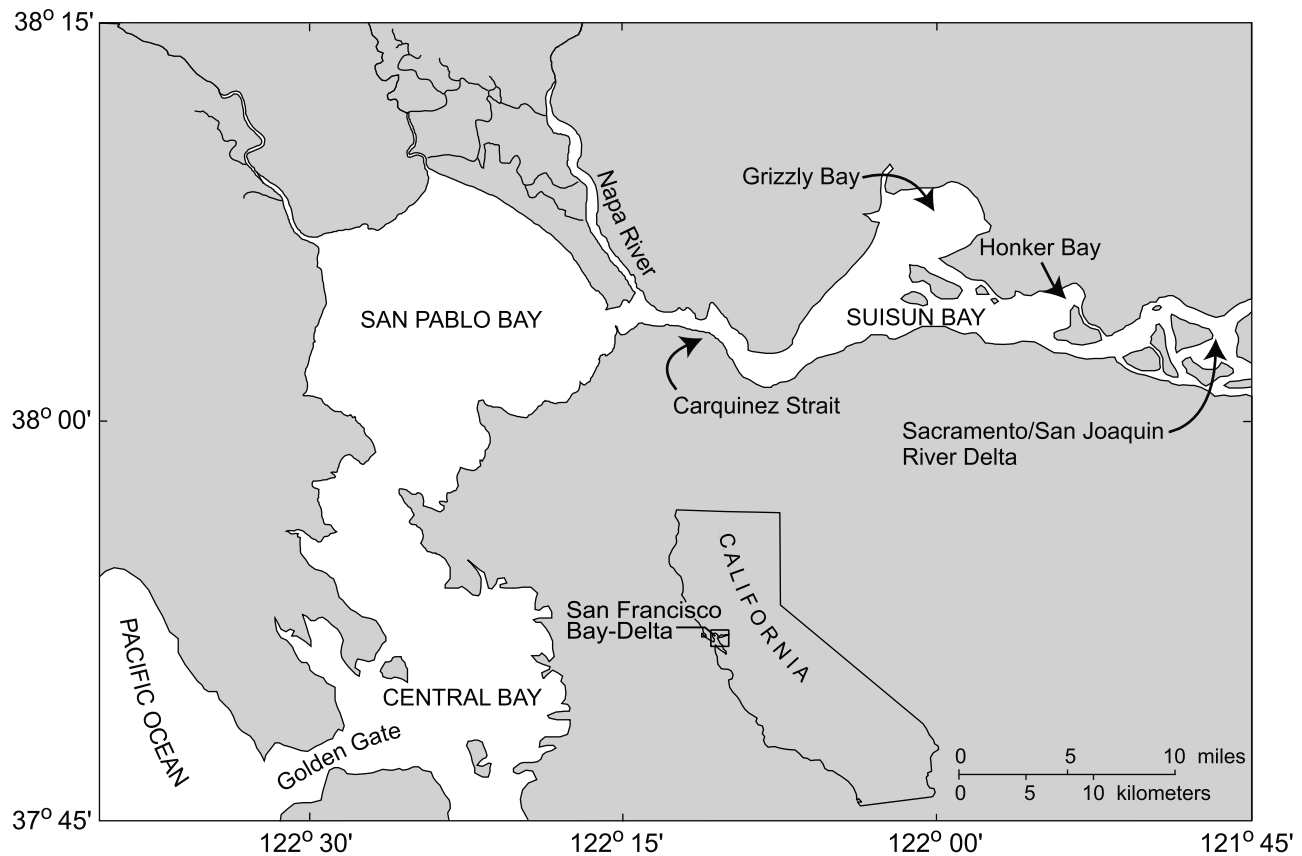 38° 15'
Grizzly Bay
Napa River
Honker Bay
SAN PABLO BAY
SUISUN BAY
Carquinez Strait
38° 00'
Sacramento/San Joaquin
River Delta
CALIFORNIA
San Francisco
Bay-Delta
PACIFIC OCEAN
CENTRAL BAY
Golden Gate
0 5 10 miles
0 5 10 kilometers
37° 45'
122° 30' 122° 15' 122° 00' 121° 45'